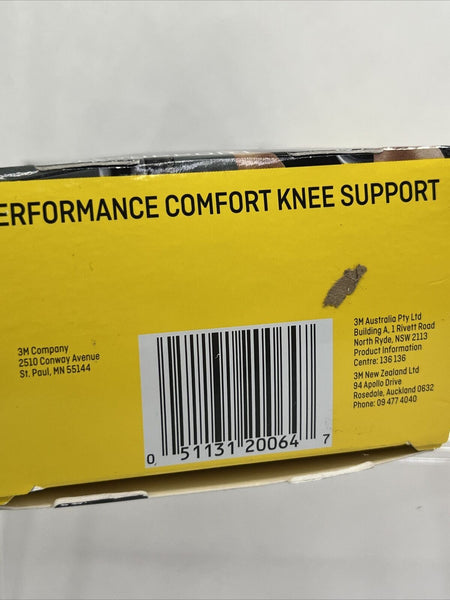 ERFORMANCE COMFORT KNEE SUPPORT
3M Company
2510 Conway Avenue
St. Paul, MN 55144
3M Australia Pty Ltd
Building A, 1 Rivett Road
North Ryde, NSW 2113
Product Information
Centre: 136 136
3M New Zealand Ltd
94 Apollo Drive
Rosedale, Auckland 0632
Phone: 09 477 4040
0 51131 20064 7